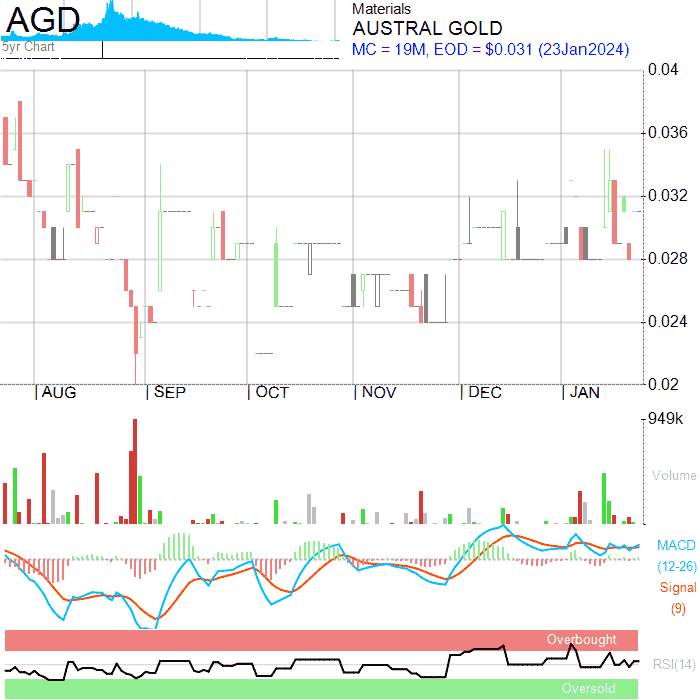 AGD
5yr Chart
Materials
AUSTRAL GOLD
MC = 19M, EOD = $0.031 (23Jan2024)
0.04
0.036
0.032
0.028
0.024
0.02
AUG SEP OCT NOV DEC JAN
949k
Volume
MACD
(12-26)
Signal
(9)
Overbought
RSI(14)
Oversold